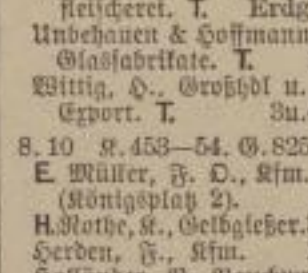 fleischerei. T. Erdg
Unbehauen & Hoffmann
Glasfabrikate. T.
Wittig, H., Großhdl u.
Export. T. 3u.
8. 10 K. 453—54. G. 825
E. Müller, F. O., Kfm.
(Königsplatz 2).
H. Rothe, K., Gelbgießer.
Herden, F., Kfm.